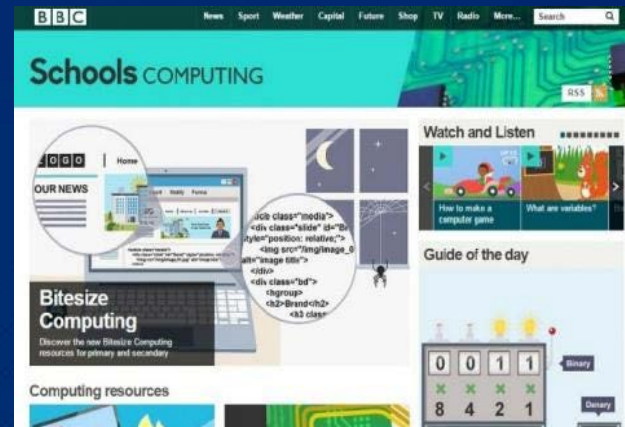 BBC
News Sport Weather Capital Future Shop TV Radio More... Search
Schools COMPUTING
RSS
LOGO Home
OUR NEWS
class="media">
<div class="slide" id="Br
style="position: relative;">
<img src="/img/image_0
alt="image title">
</div>
<div class="bd">
<hgroup>
<h2>Brand</h2>
<h3 class
Bitesize
Computing
Discover the new Bitesize Computing
resources for primary and secondary
Computing resources
Watch and Listen
How to make a
computer game
What are variables?
Guide of the day
0 0 1 1
Binary
× × × ×
8 4 2 1
Denary